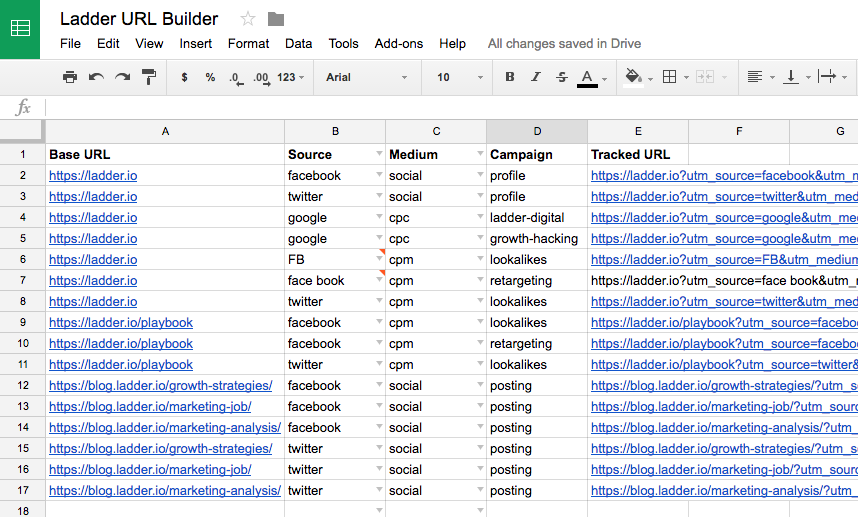 Ladder URL Builder
File Edit View Insert Format Data Tools Add-ons Help All changes saved in Drive
$ % .0 .00 123 Arial 10 B I S A
fx
A B C D E F G
1 Base URL Source Medium Campaign Tracked URL
2 https://ladder.io facebook social profile https://ladder.io?utm_source=facebook&utm_m
3 https://ladder.io twitter social profile https://ladder.io?utm_source=twitter&utm_med
4 https://ladder.io google cpc ladder-digital https://ladder.io?utm_source=google&utm_me
5 https://ladder.io google cpc growth-hacking https://ladder.io?utm_source=google&utm_me
6 https://ladder.io FB cpm lookalikes https://ladder.io?utm_source=FB&utm_medium
7 https://ladder.io face book cpm retargeting https://ladder.io?utm_source=face book&utm_
8 https://ladder.io twitter cpm lookalikes https://ladder.io?utm_source=twitter&utm_med
9 https://ladder.io/playbook facebook cpm lookalikes https://ladder.io/playbook?utm_source=facebo
10 https://ladder.io/playbook facebook cpm retargeting https://ladder.io/playbook?utm_source=facebo
11 https://ladder.io/playbook twitter cpm lookalikes https://ladder.io/playbook?utm_source=twitter&
12 https://blog.ladder.io/growth-strategies/ facebook social posting https://blog.ladder.io/growth-strategies/?utm_s
13 https://blog.ladder.io/marketing-job/ facebook social posting https://blog.ladder.io/marketing-job/?utm_sourc
14 https://blog.ladder.io/marketing-analysis/ facebook social posting https://blog.ladder.io/marketing-analysis/?utm_
15 https://blog.ladder.io/growth-strategies/ twitter social posting https://blog.ladder.io/growth-strategies/?utm_s
16 https://blog.ladder.io/marketing-job/ twitter social posting https://blog.ladder.io/marketing-job/?utm_sourc
17 https://blog.ladder.io/marketing-analysis/ twitter social posting https://blog.ladder.io/marketing-analysis/?utm_
18